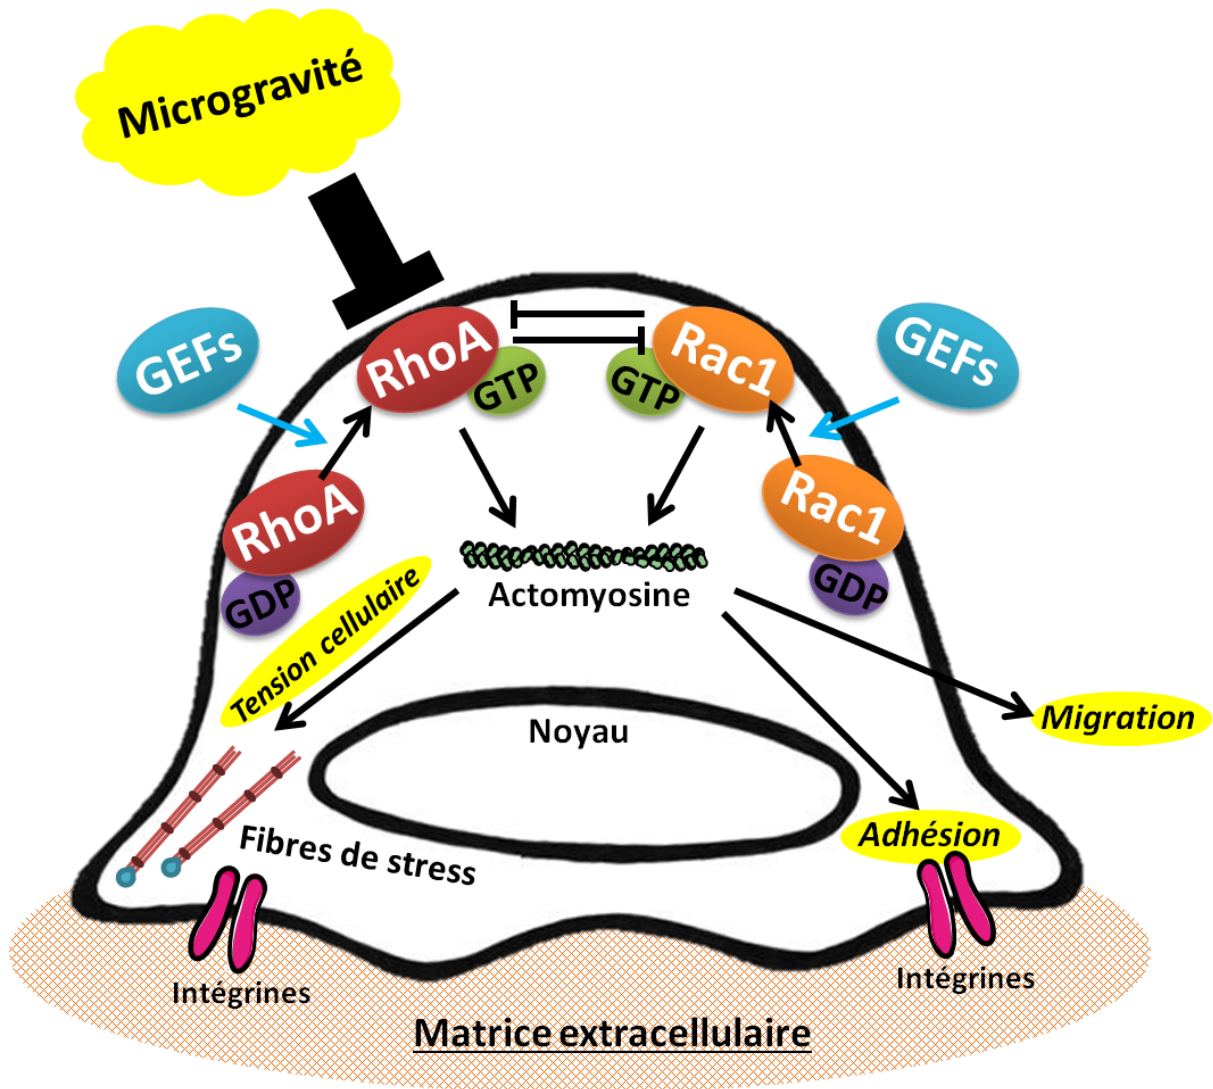 Microgravité
GEFs
RhoA
GTP
GTP
Rac1
GEFs
RhoA
GDP
Rac1
GDP
Actomyosine
Tension cellulaire
Noyau
Migration
Fibres de stress
Adhésion
Intégrines
Intégrines
Matrice extracellulaire